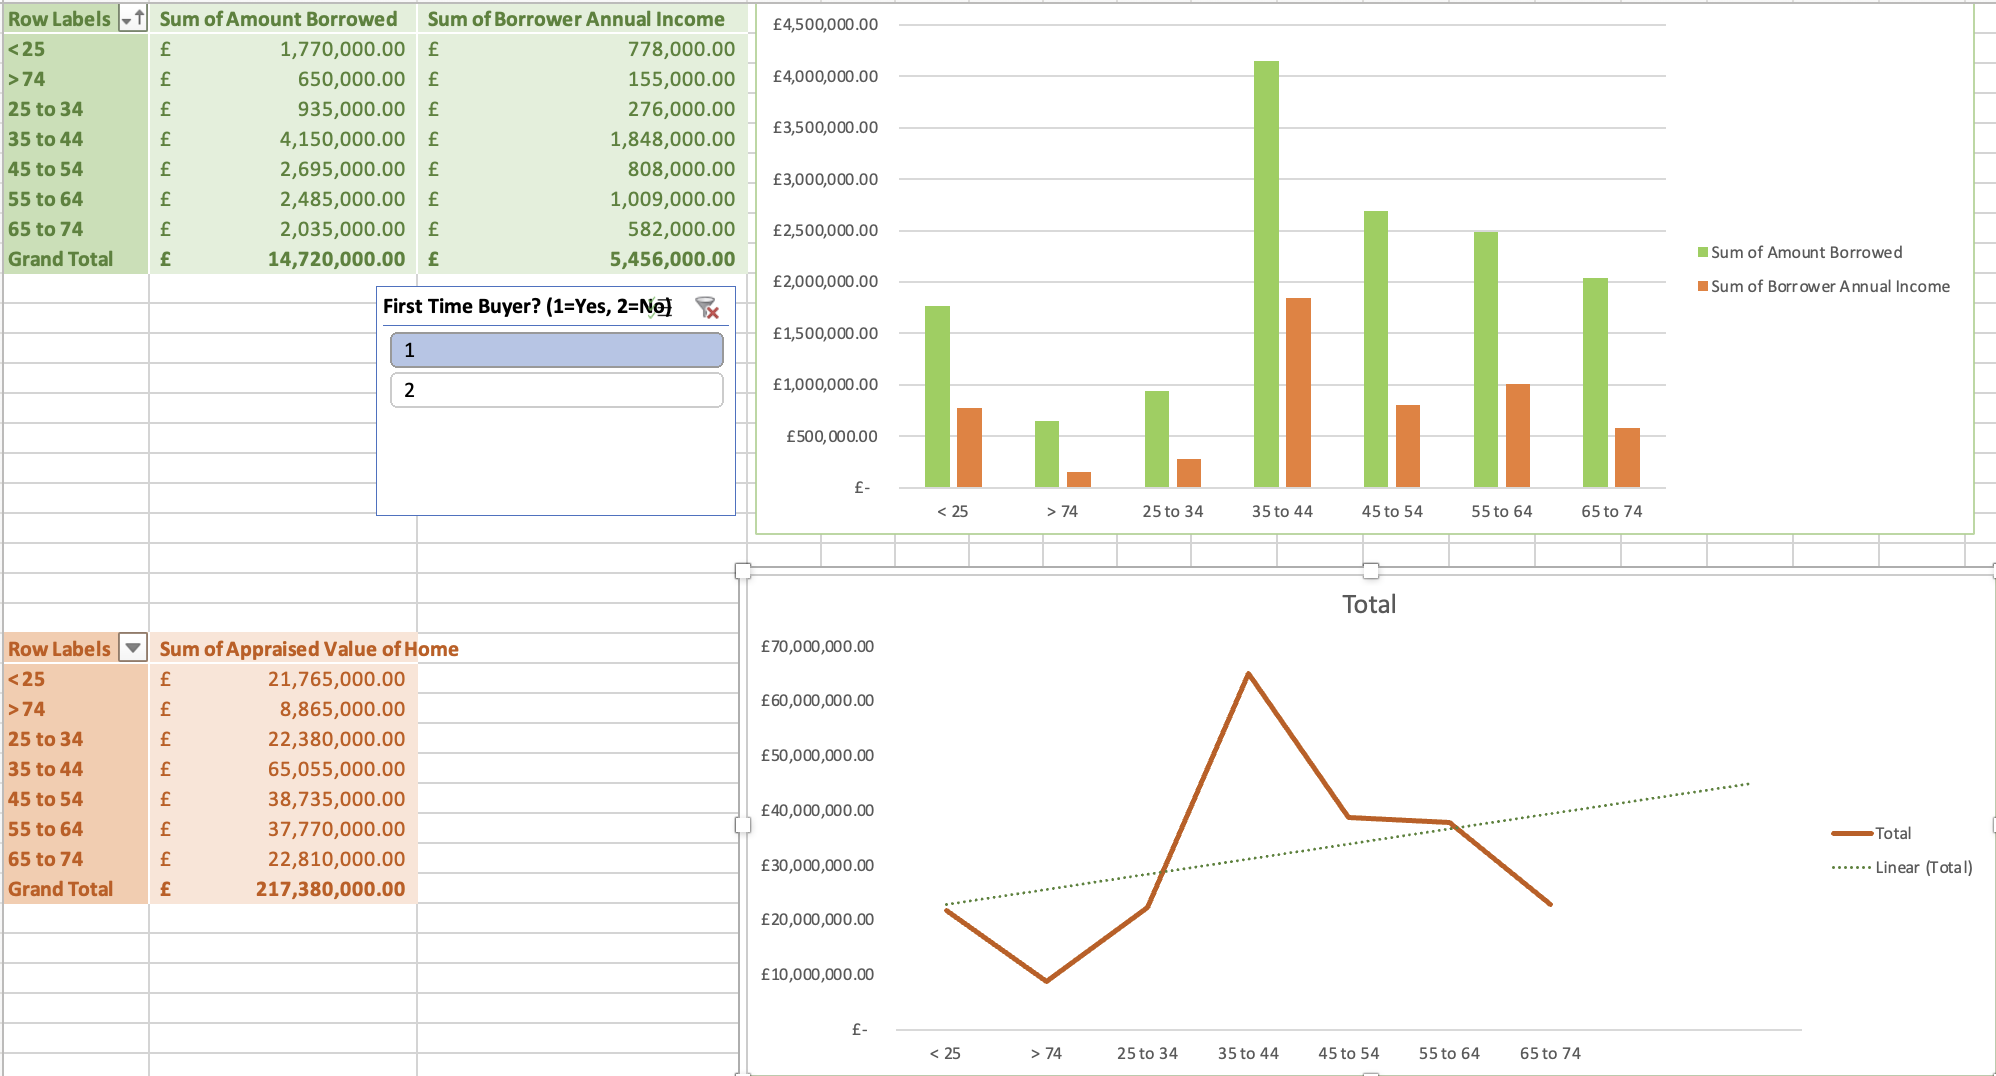 Row Labels Sum of Amount Borrowed Sum of Borrower Annual Income
< 25 £ 1,770,000.00 £ 778,000.00
> 74 £ 650,000.00 £ 155,000.00
25 to 34 £ 935,000.00 £ 276,000.00
35 to 44 £ 4,150,000.00 £ 1,848,000.00
45 to 54 £ 2,695,000.00 £ 808,000.00
55 to 64 £ 2,485,000.00 £ 1,009,000.00
65 to 74 £ 2,035,000.00 £ 582,000.00
Grand Total £ 14,720,000.00 £ 5,456,000.00
First Time Buyer? (1=Yes, 2=No)
1
2
£4,500,000.00
£4,000,000.00
£3,500,000.00
£3,000,000.00
£2,500,000.00
£2,000,000.00
£1,500,000.00
£1,000,000.00
£500,000.00
£-
< 25 > 74 25 to 34 35 to 44 45 to 54 55 to 64 65 to 74
Sum of Amount Borrowed
Sum of Borrower Annual Income
Row Labels Sum of Appraised Value of Home
< 25 £ 21,765,000.00
> 74 £ 8,865,000.00
25 to 34 £ 22,380,000.00
35 to 44 £ 65,055,000.00
45 to 54 £ 38,735,000.00
55 to 64 £ 37,770,000.00
65 to 74 £ 22,810,000.00
Grand Total £ 217,380,000.00
Total
£70,000,000.00
£60,000,000.00
£50,000,000.00
£40,000,000.00
£30,000,000.00
£20,000,000.00
£10,000,000.00
£-
< 25 > 74 25 to 34 35 to 44 45 to 54 55 to 64 65 to 74
Total
Linear (Total)